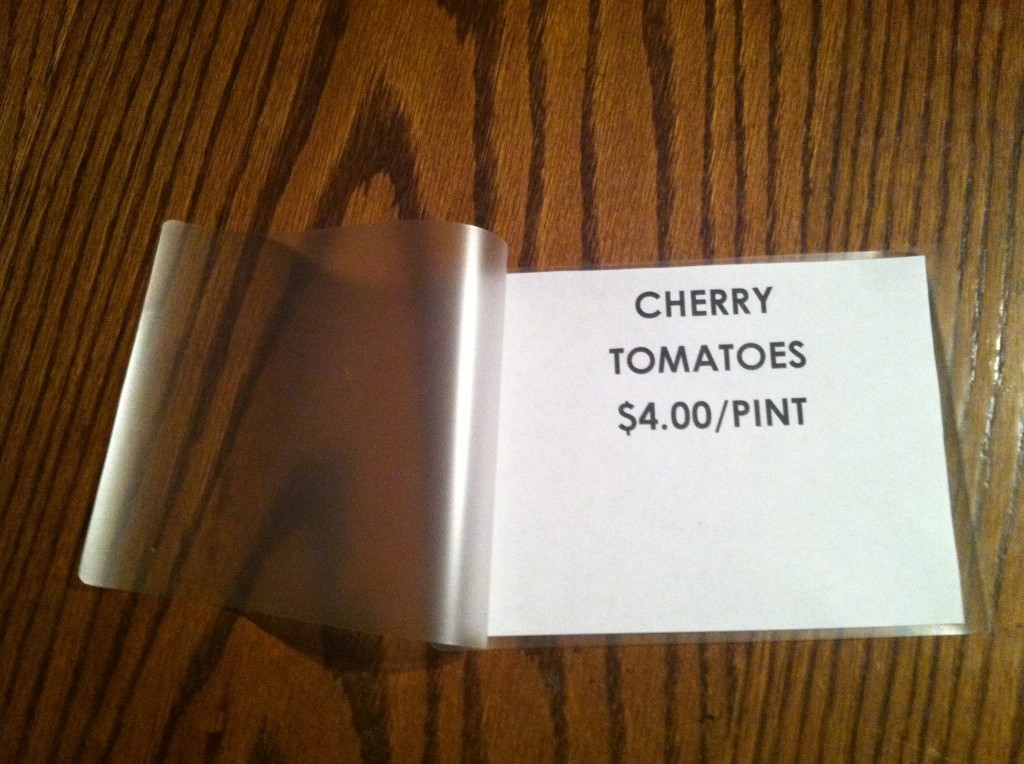 CHERRY
TOMATOES
$4.00/PINT